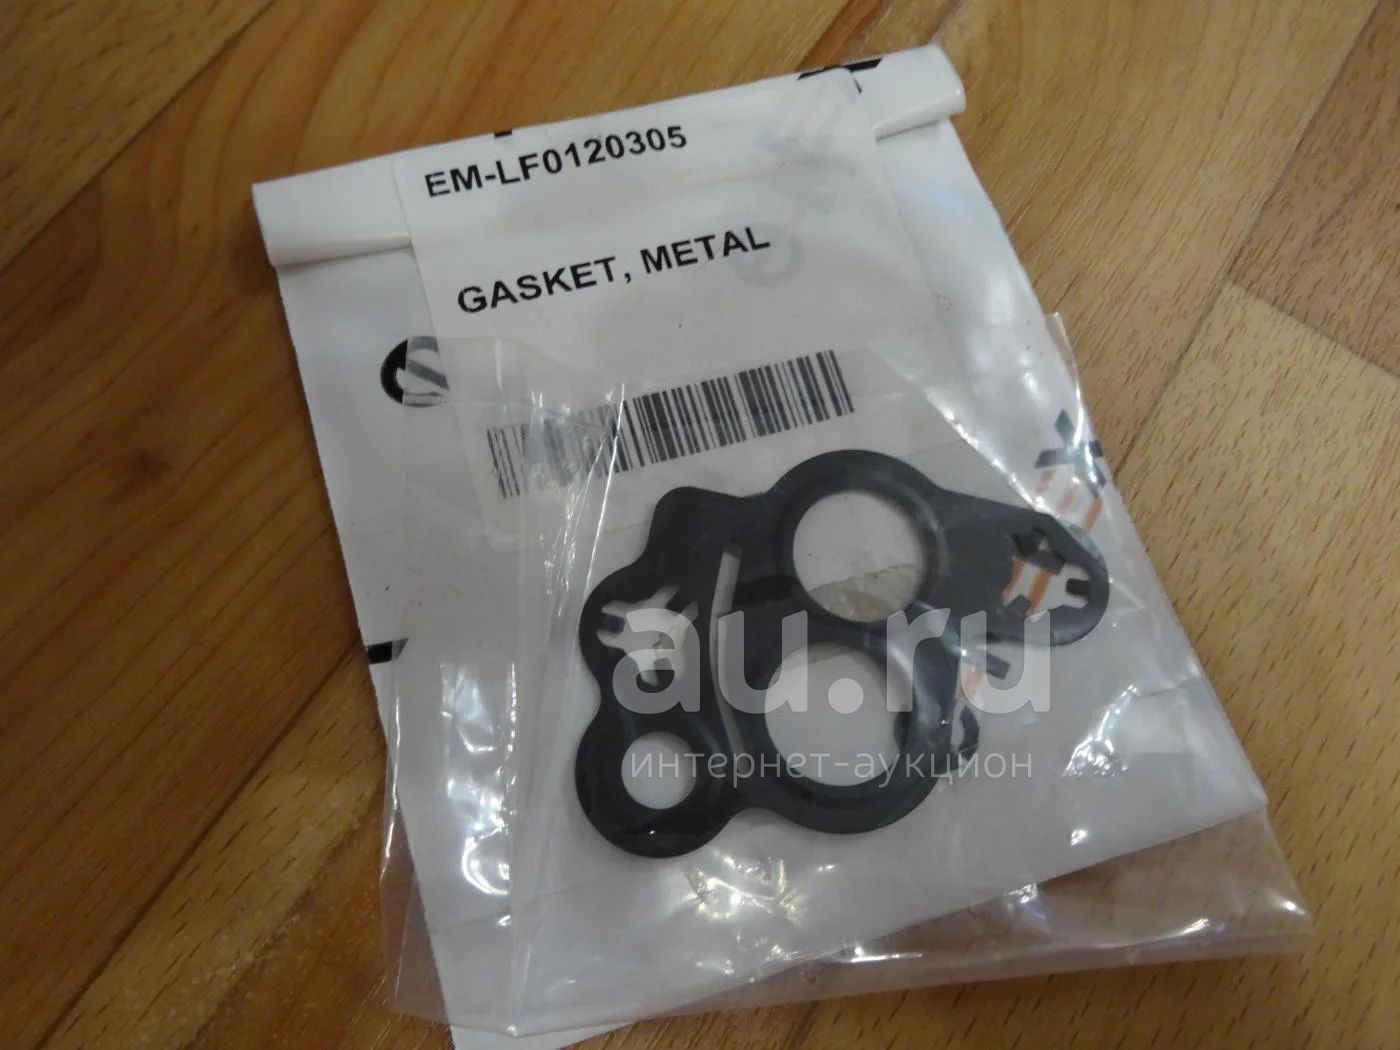 EM-LF0120305
GASKET, METAL
au.ru
интернет-аукцион